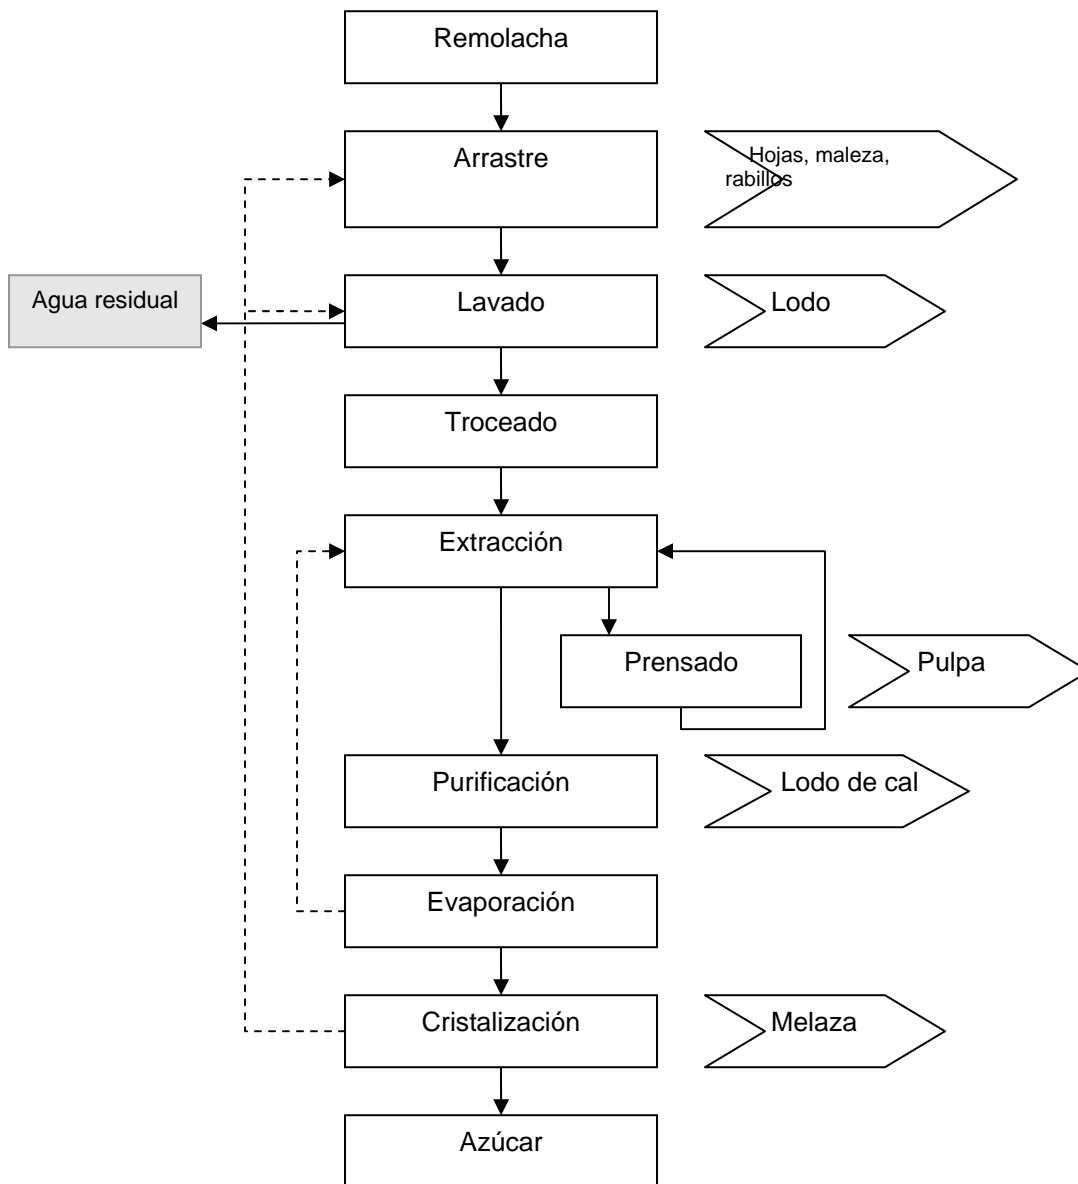 Remolacha
Arrastre
Hojas, maleza,
rabillos
Agua residual
Lavado
Lodo
Troceado
Extracción
Prensado
Pulpa
Purificación
Lodo de cal
Evaporación
Cristalización
Melaza
Azúcar